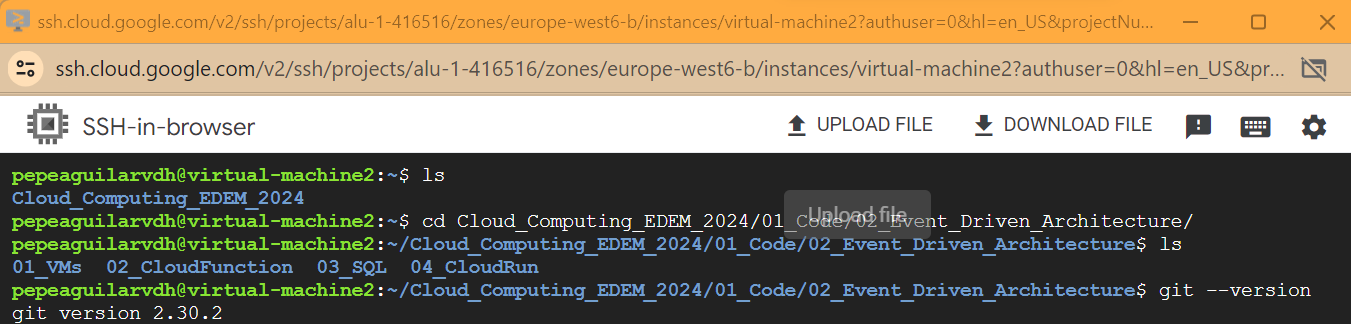 ssh.cloud.google.com/v2/ssh/projects/alu-1-416516/zones/europe-west6-b/instances/virtual-machine2?authuser=0&hl=en_US&projectNu...
ssh.cloud.google.com/v2/ssh/projects/alu-1-416516/zones/europe-west6-b/instances/virtual-machine2?authuser=0&hl=en_US&pr...
SSH-in-browser UPLOAD FILE DOWNLOAD FILE
pepeaguilarvdh@virtual-machine2:~$ ls
Cloud_Computing_EDEM_2024
Upload file
pepeaguilarvdh@virtual-machine2:~$ cd Cloud_Computing_EDEM_2024/01_Code/02_Event_Driven_Architecture/
pepeaguilarvdh@virtual-machine2:~/Cloud_Computing_EDEM_2024/01_Code/02_Event_Driven_Architecture$ ls
01_VMs 02_CloudFunction 03_SQL 04_CloudRun
pepeaguilarvdh@virtual-machine2:~/Cloud_Computing_EDEM_2024/01_Code/02_Event_Driven_Architecture$ git --version
git version 2.30.2